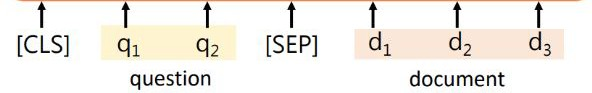 [CLS] q₁ q₂ [SEP] d₁ d₂ d₃
question document